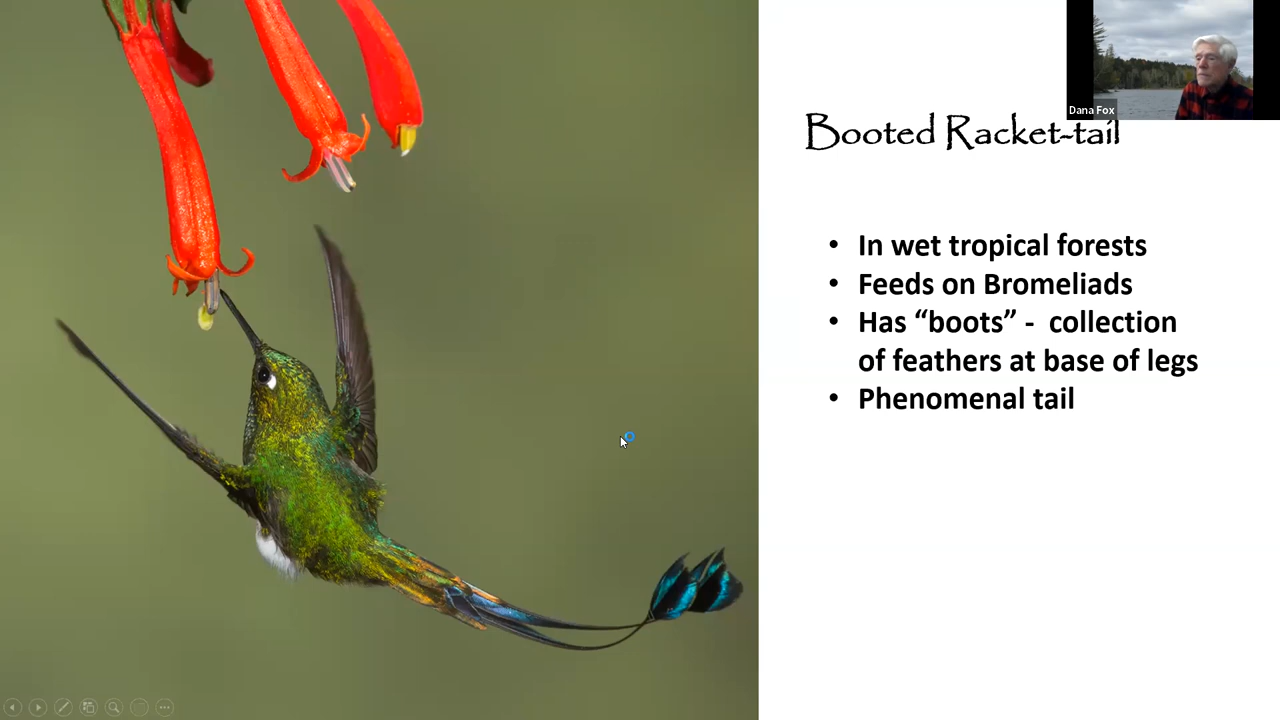 Dana Fox
Booted Racket-tail
• In wet tropical forests
• Feeds on Bromeliads
• Has “boots” - collection
of feathers at base of legs
• Phenomenal tail